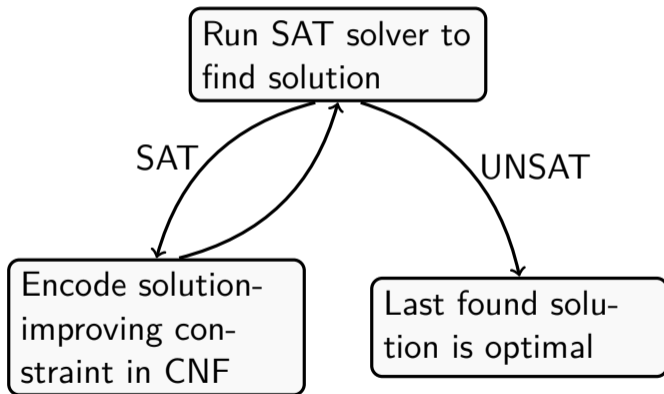 Run SAT solver to
find solution
SAT
UNSAT
Encode solution-
improving con-
straint in CNF
Last found solu-
tion is optimal